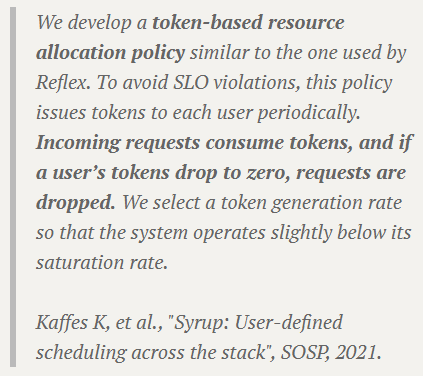 We develop a token-based resource
allocation policy similar to the one used by
Reflex. To avoid SLO violations, this policy
issues tokens to each user periodically.
Incoming requests consume tokens, and if
a user’s tokens drop to zero, requests are
dropped. We select a token generation rate
so that the system operates slightly below its
saturation rate.
Kaffes K, et al., "Syrup: User-defined
scheduling across the stack", SOSP, 2021.